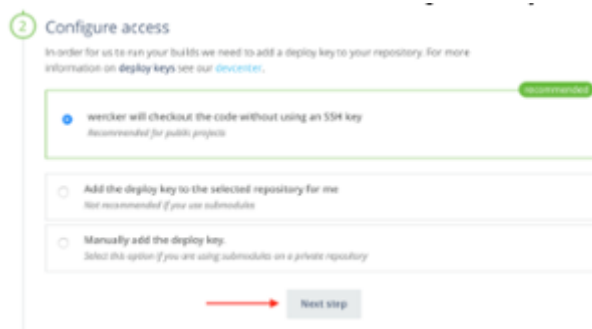 2 Configure access
In order for us to run your builds we need to add a deploy key to your repository. For more
information on deploy keys see our devcenter.
recommended
wercker will checkout the code without using an SSH key
Recommended for public projects
Add the deploy key to the selected repository for me
Not recommended if you use submodules
Manually add the deploy key.
Select this option if you are using submodules on a private repository
Next step